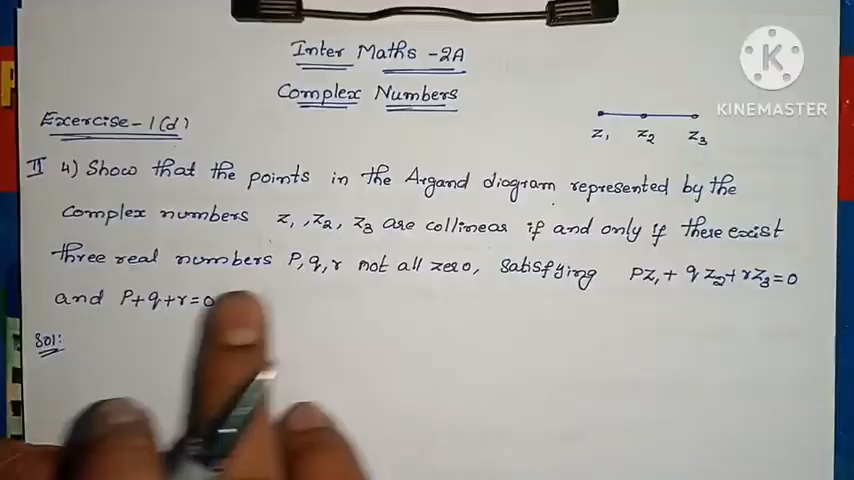 Inter Maths - 2A
Complex Numbers
K
KINEMASTER
Exercise - 1(d)
z1 z2 z3
II 4) Show that the points in the Argand diagram represented by the
Complex numbers z1, z2, z3 are collinear if and only if there exist
three real numbers P, q, r not all zero, satisfying Pz1 + qz2 + rz3 = 0
and P+q+r=0
Sol: